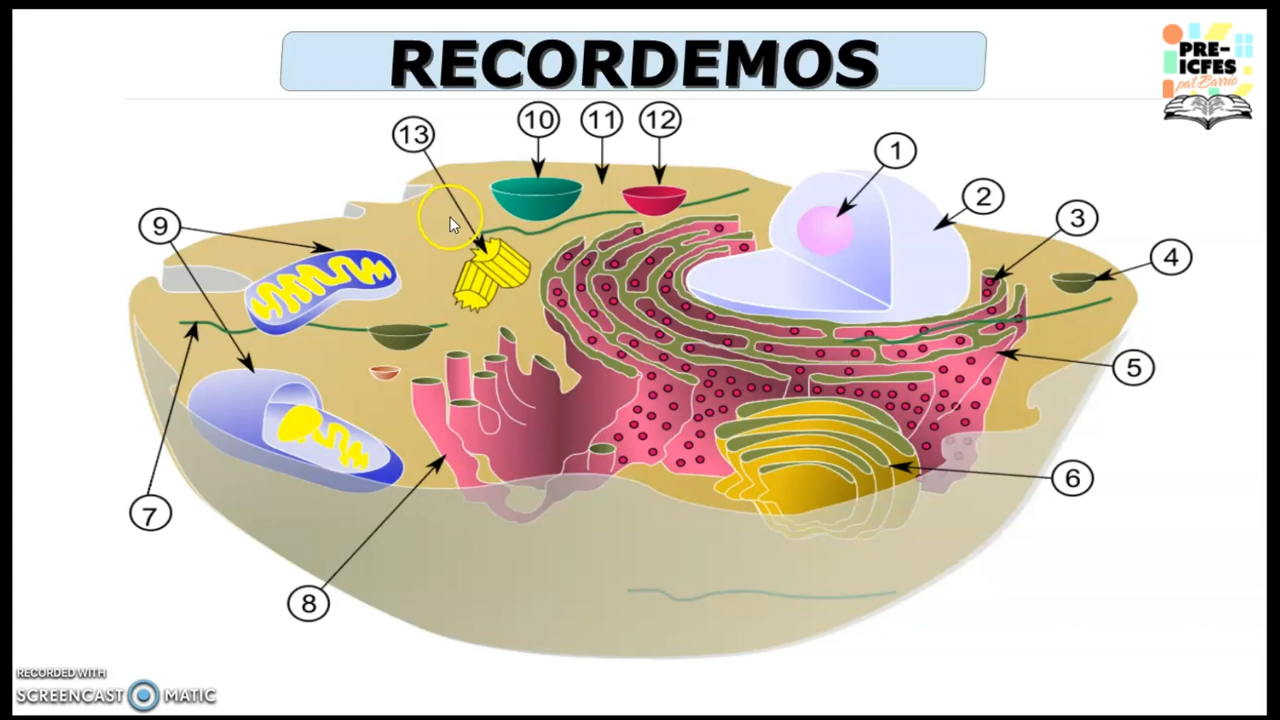 RECORDEMOS
PRE-
ICFES
pal Barrio
13
10
11
12
1
2
3
4
9
5
6
7
8
RECORDED WITH
SCREENCAST MATIC